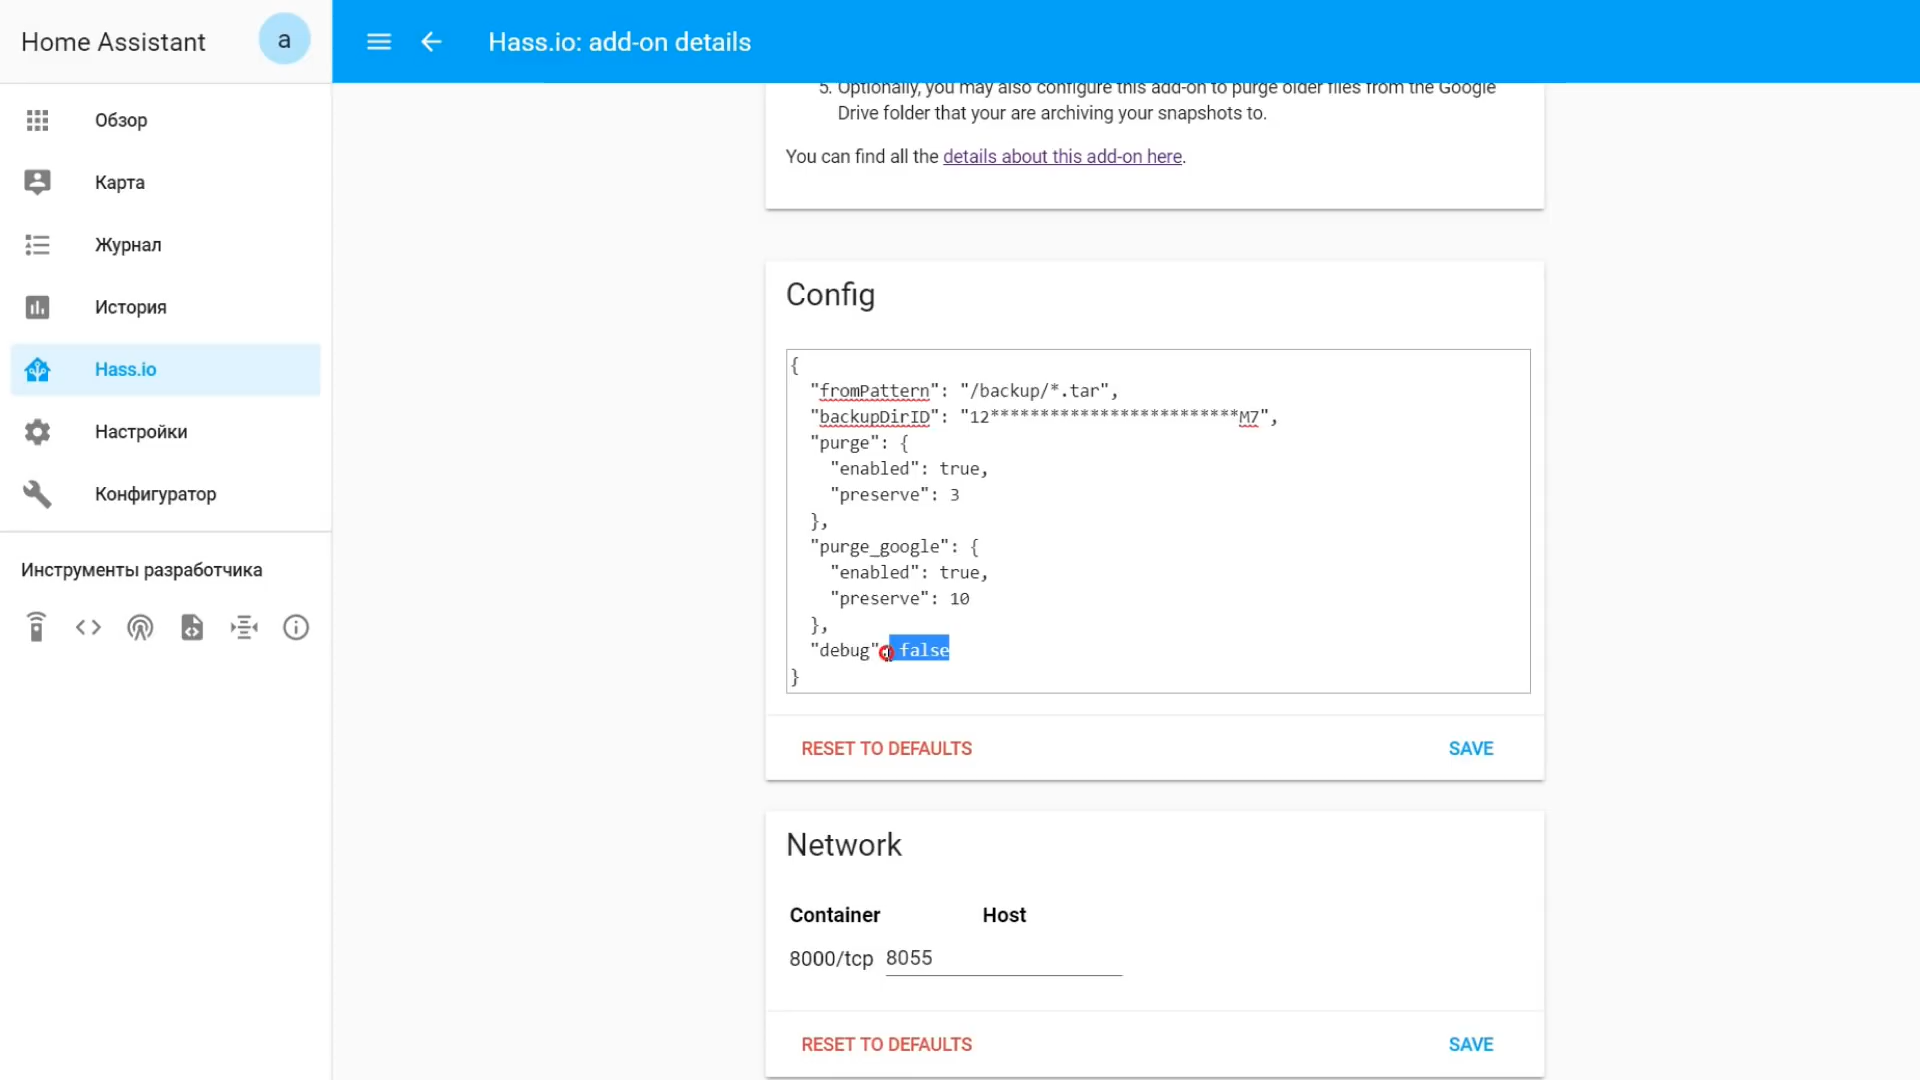 Home Assistant
a
Hass.io: add-on details
Обзор
Карта
Журнал
История
Hass.io
Настройки
Конфигуратор
Инструменты разработчика
5. Optionally, you may also configure this add-on to purge older files from the Google
Drive folder that your are archiving your snapshots to.
You can find all the details about this add-on here.
Config
{
"fromPattern": "/backup/*.tar",
"backupDirID": "12*************************M7",
"purge": {
"enabled": true,
"preserve": 3
},
"purge_google": {
"enabled": true,
"preserve": 10
},
"debug": false
}
RESET TO DEFAULTS
SAVE
Network
Container Host
8000/tcp 8055
RESET TO DEFAULTS
SAVE